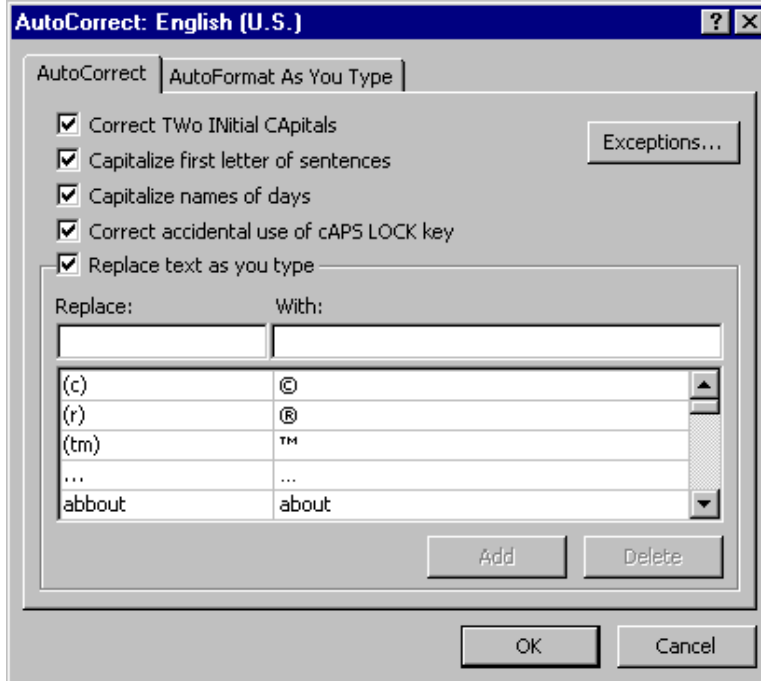 AutoCorrect: English (U.S.)
AutoCorrect AutoFormat As You Type
Correct TWo INitial CApitals
Exceptions...
Capitalize first letter of sentences
Capitalize names of days
Correct accidental use of cAPS LOCK key
Replace text as you type
Replace: With:
(c) ©
(r) ®
(tm) ™
... …
abbout about
Add Delete
OK Cancel